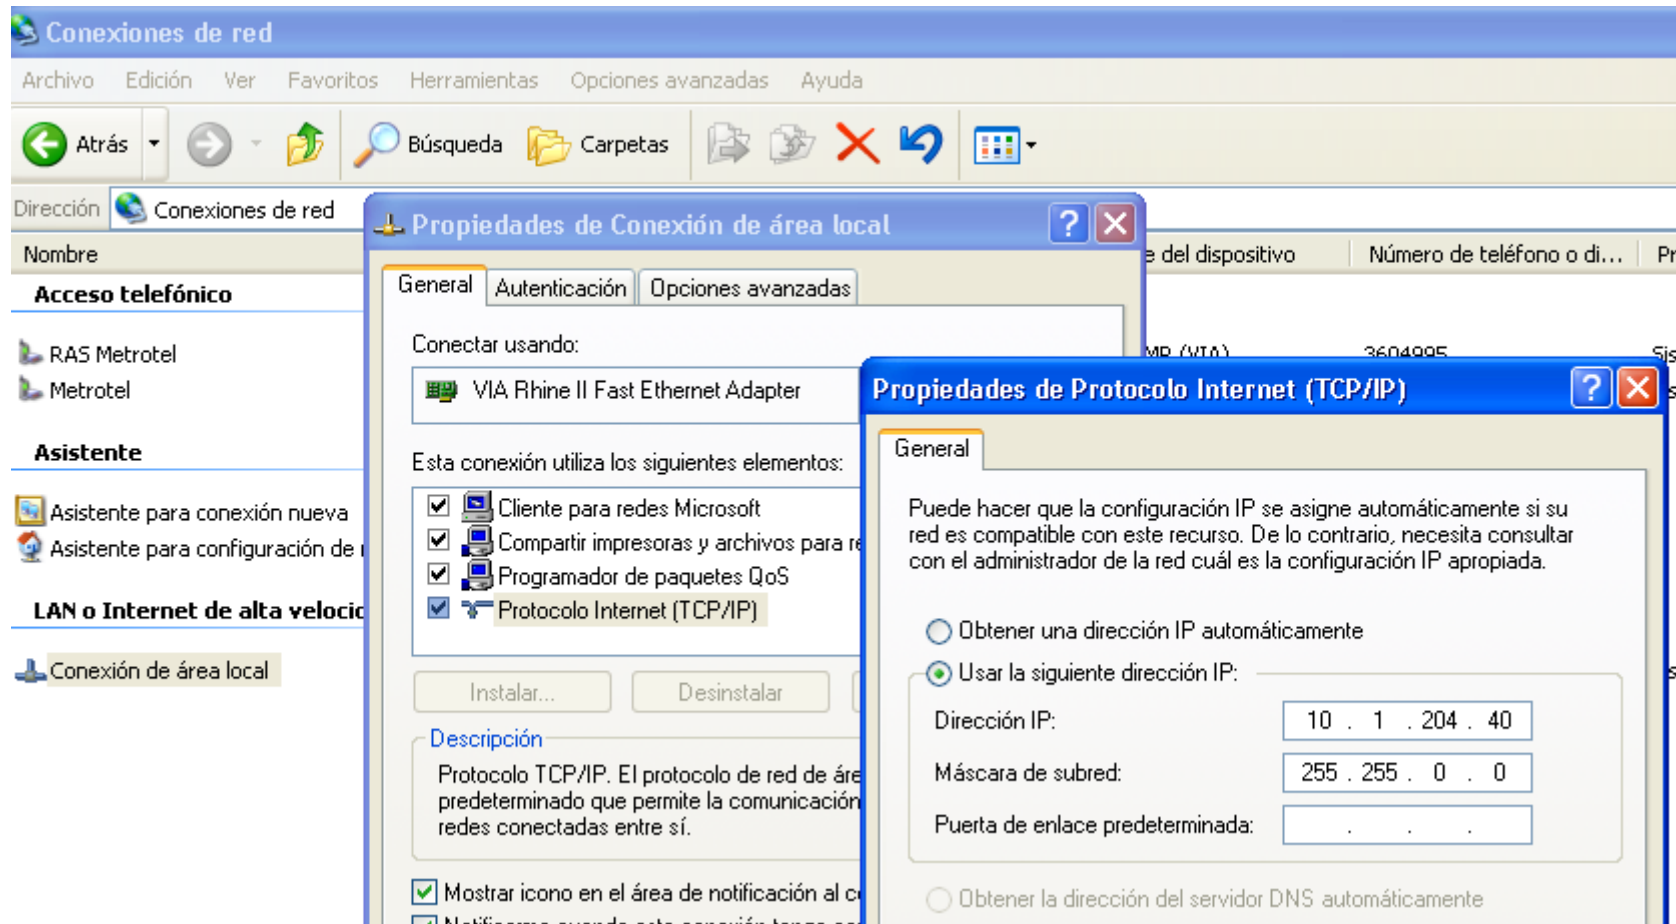 Conexiones de red
Archivo Edición Ver Favoritos Herramientas Opciones avanzadas Ayuda
Atrás Búsqueda Carpetas
Dirección Conexiones de red
Nombre
del dispositivo Número de teléfono o di...
Acceso telefónico
RAS Metrotel
(VIA) 3604995
Metrotel
Asistente
Asistente para conexión nueva
Asistente para configuración de
LAN o Internet de alta
Conexión de área local
Propiedades de Conexión de área local
General Autenticación Opciones avanzadas
Conectar usando:
VIA Rhine II Fast Ethernet Adapter
Esta conexión utiliza los siguientes elementos:
Cliente para redes Microsoft
Compartir impresoras y archivos para
Programador de paquetes QoS
Protocolo Internet (TCP/IP)
Instalar... Desinstalar
Descripción
Protocolo TCP/IP. El protocolo de red de
predeterminado que permite la comunicación
redes conectadas entre sí.
Mostrar icono en el área de notificación al
Propiedades de Protocolo Internet (TCP/IP)
General
Puede hacer que la configuración IP se asigne automáticamente si su
red es compatible con este recurso. De lo contrario, necesita consultar
con el administrador de la red cuál es la configuración IP apropiada.
Obtener una dirección IP automáticamente
Usar la siguiente dirección IP:
Dirección IP: 10 . 1 . 204 . 40
Máscara de subred: 255 . 255 . 0 . 0
Puerta de enlace predeterminada: . . .
Obtener la dirección del servidor DNS automáticamente